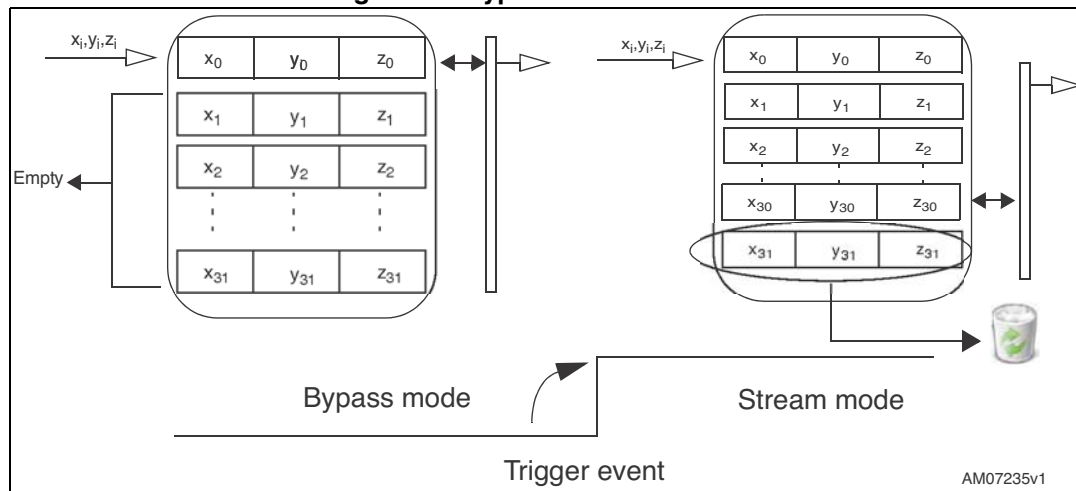 xᵢ,yᵢ,zᵢ
x₀ y₀ z₀
x₁ y₁ z₁
x₂ y₂ z₂
x₃₁ y₃₁ z₃₁
Empty
xᵢ,yᵢ,zᵢ
x₀ y₀ z₀
x₁ y₁ z₁
x₂ y₂ z₂
x₃₀ y₃₀ z₃₀
x₃₁ y₃₁ z₃₁
Bypass mode
Stream mode
Trigger event
AM07235v1